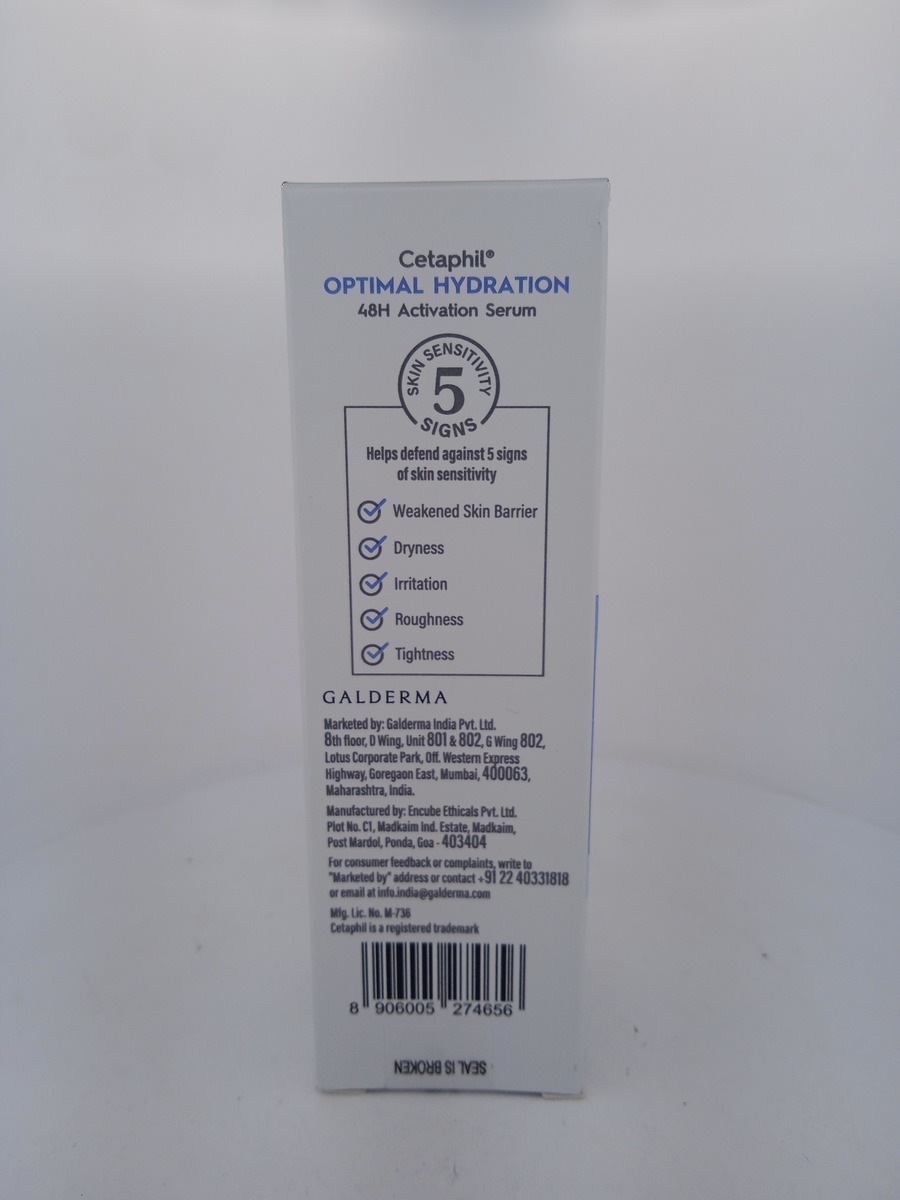 Cetaphil®
OPTIMAL HYDRATION
48H Activation Serum
SKIN SENSITIVITY
5
SIGNS
Helps defend against 5 signs
of skin sensitivity
Weakened Skin Barrier
Dryness
Irritation
Roughness
Tightness
GALDERMA
Marketed by: Galderma India Pvt. Ltd.
8th floor, D Wing, Unit 801 & 802, G Wing 802,
Lotus Corporate Park, Off. Western Express
Highway, Goregaon East, Mumbai, 400063,
Maharashtra, India.
Manufactured by: Encube Ethicals Pvt. Ltd.
Plot No. C1, Madkaim Ind. Estate, Madkaim,
Post Mardol, Ponda, Goa - 403404
For consumer feedback or complaints, write to
"Marketed by" address or contact +91 22 40331818
or email at info.india@galderma.com
Mfg. Lic. No. M-736
Cetaphil is a registered trademark
8 906005 274656
SEAL IS BROKEN